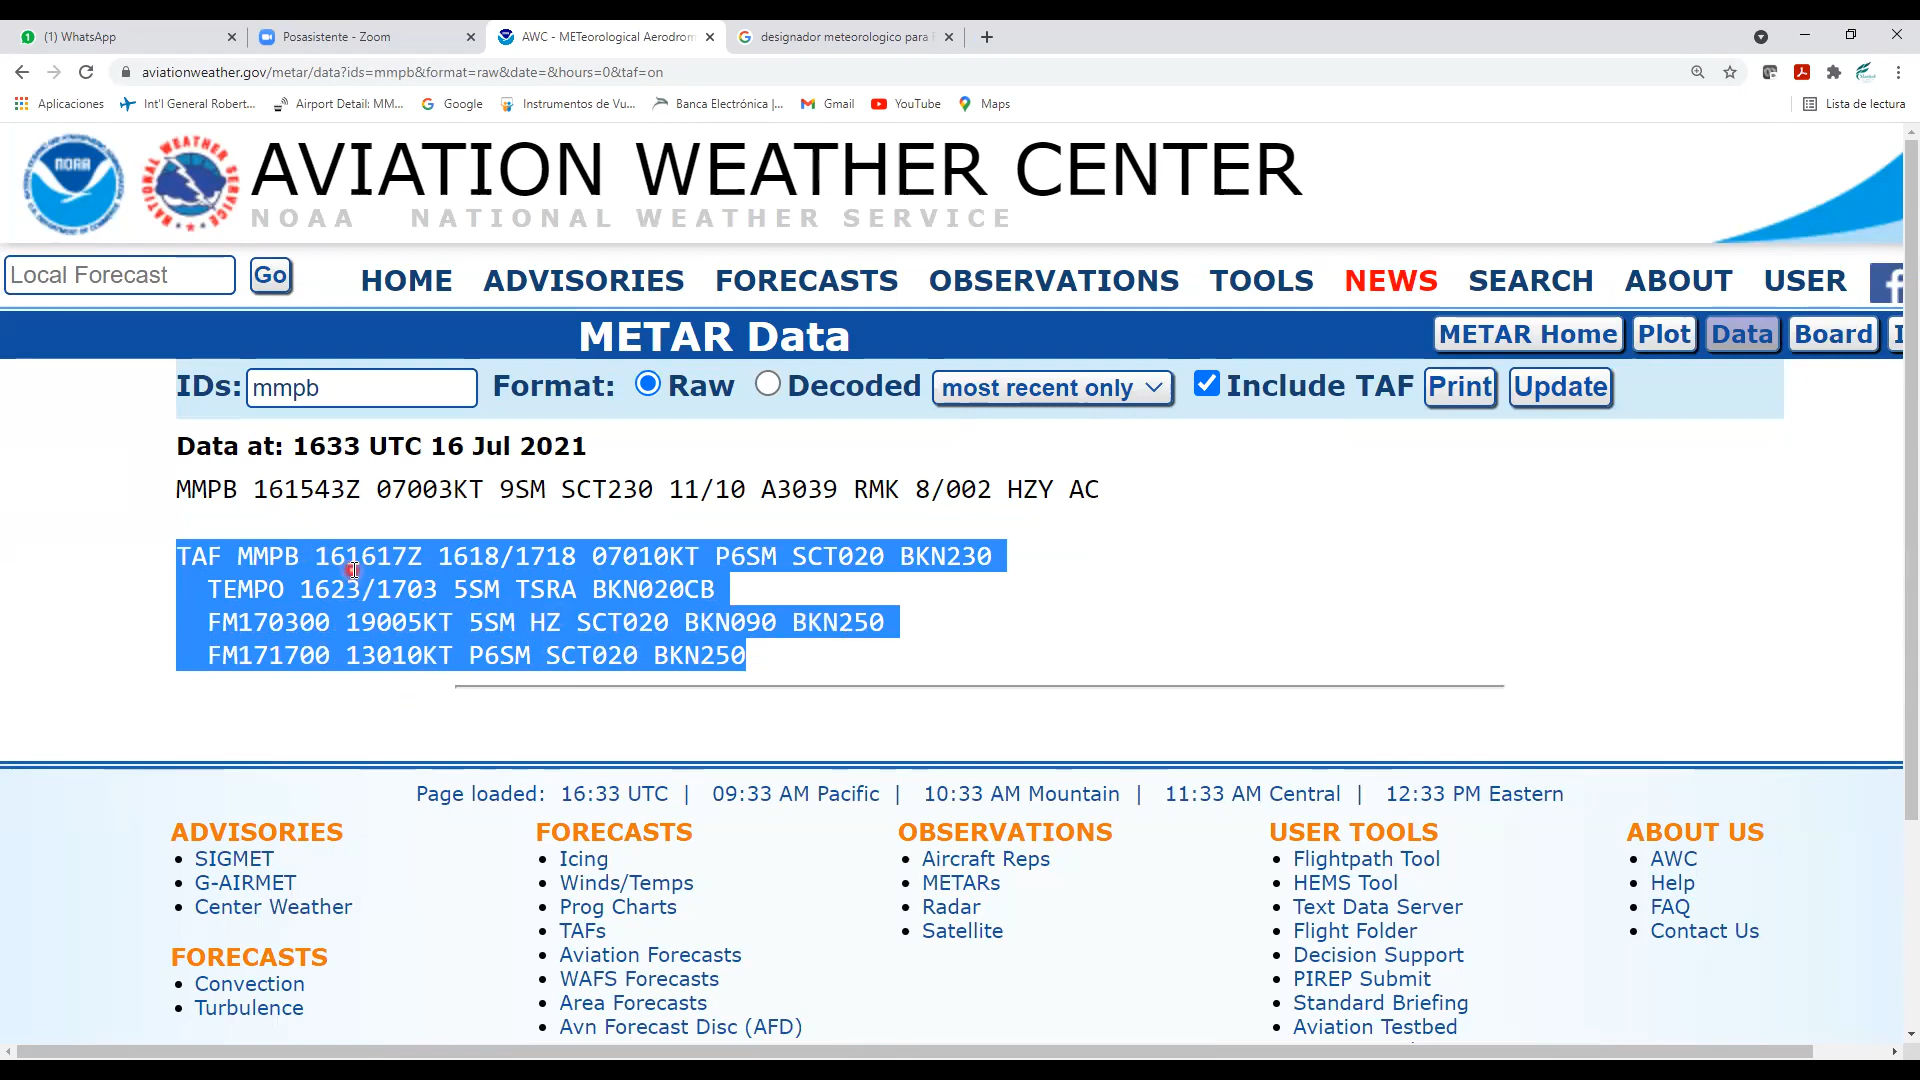 (1) WhatsApp
Posasistente - Zoom
AWC - METeorological Aerodrom
designador meteorologico para
aviationweather.gov/metar/data?ids=mmpb&format=raw&date=&hours=0&taf=on
Aplicaciones
Int'l General Robert...
Airport Detail: MM...
Google
Instrumentos de Vu...
Banca Electrónica |...
Gmail
YouTube
Maps
Lista de lectura
NOAA
AVIATION WEATHER CENTER
NOAA NATIONAL WEATHER SERVICE
Local Forecast
Go
HOME ADVISORIES FORECASTS OBSERVATIONS TOOLS NEWS SEARCH ABOUT USER
METAR Data
METAR Home Plot Data Board
IDs: mmpb Format: Raw Decoded most recent only Include TAF Print Update
Data at: 1633 UTC 16 Jul 2021
MMPB 161543Z 07003KT 9SM SCT230 11/10 A3039 RMK 8/002 HZY AC
TAF MMPB 161617Z 1618/1718 07010KT P6SM SCT020 BKN230
TEMPO 1623/1703 5SM TSRA BKN020CB
FM170300 19005KT 5SM HZ SCT020 BKN090 BKN250
FM171700 13010KT P6SM SCT020 BKN250
Page loaded: 16:33 UTC | 09:33 AM Pacific | 10:33 AM Mountain | 11:33 AM Central | 12:33 PM Eastern
ADVISORIES
SIGMET
G-AIRMET
Center Weather
FORECASTS
Convection
Turbulence
FORECASTS
Icing
Winds/Temps
Prog Charts
TAFs
Aviation Forecasts
WAFS Forecasts
Area Forecasts
Avn Forecast Disc (AFD)
OBSERVATIONS
Aircraft Reps
METARs
Radar
Satellite
USER TOOLS
Flightpath Tool
HEMS Tool
Text Data Server
Flight Folder
Decision Support
PIREP Submit
Standard Briefing
Aviation Testbed
ABOUT US
AWC
Help
FAQ
Contact Us